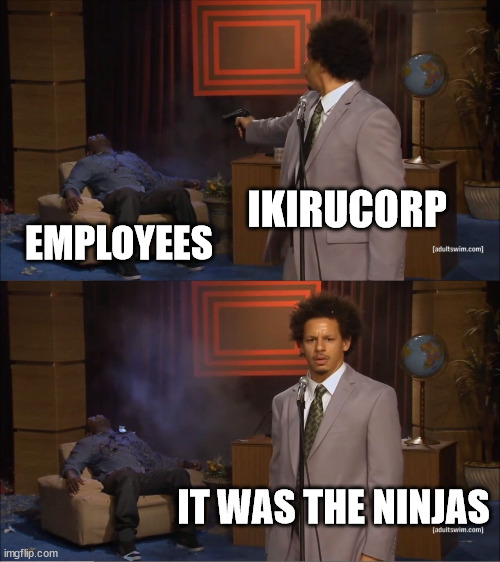 IKIRUCORP
EMPLOYEES
[adultswim.com]
IT WAS THE NINJAS
[adultswim.com]
imgflip.com